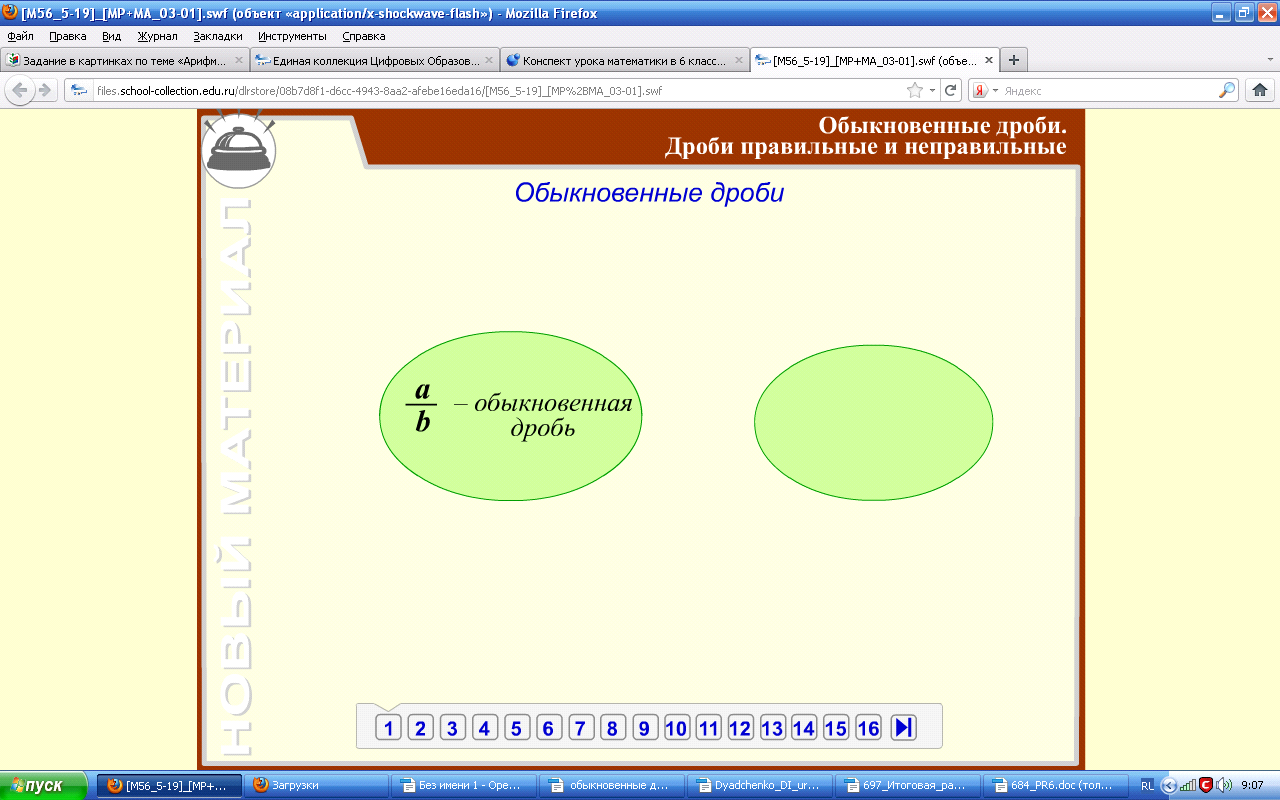 [M56_5-19]_[MP+MA_03-01].swf (объект «application/x-shockwave-flash») - Mozilla Firefox
Файл Правка Вид Журнал Закладки Инструменты Справка
Задание в картинках по теме «Арифм... Единая коллекция Цифровых Образов... Конспект урока математики в 6 класс... [M56_5-19]_[MP+MA_03-01].swf (объе...
files.school-collection.edu.ru/dlrstore/08b7d8f1-d6cc-4943-8aa2-afebe16eda16/[M56_5-19]_[MP%2BMA_03-01].swf Яндекс
Обыкновенные дроби.
Дроби правильные и неправильные
Обыкновенные дроби
НОВЫЙ МАТЕРИАЛ
a
b
– обыкновенная
дробь
1 2 3 4 5 6 7 8 9 10 11 12 13 14 15 16
пуск [M56_5-19]_[MP+... Загрузки Без имени 1 - Ope... обыкновенные д... Dyadchenko_DI_ur... 697_Итоговая_ра... 684_PR6.doc (тол... RL 9:07